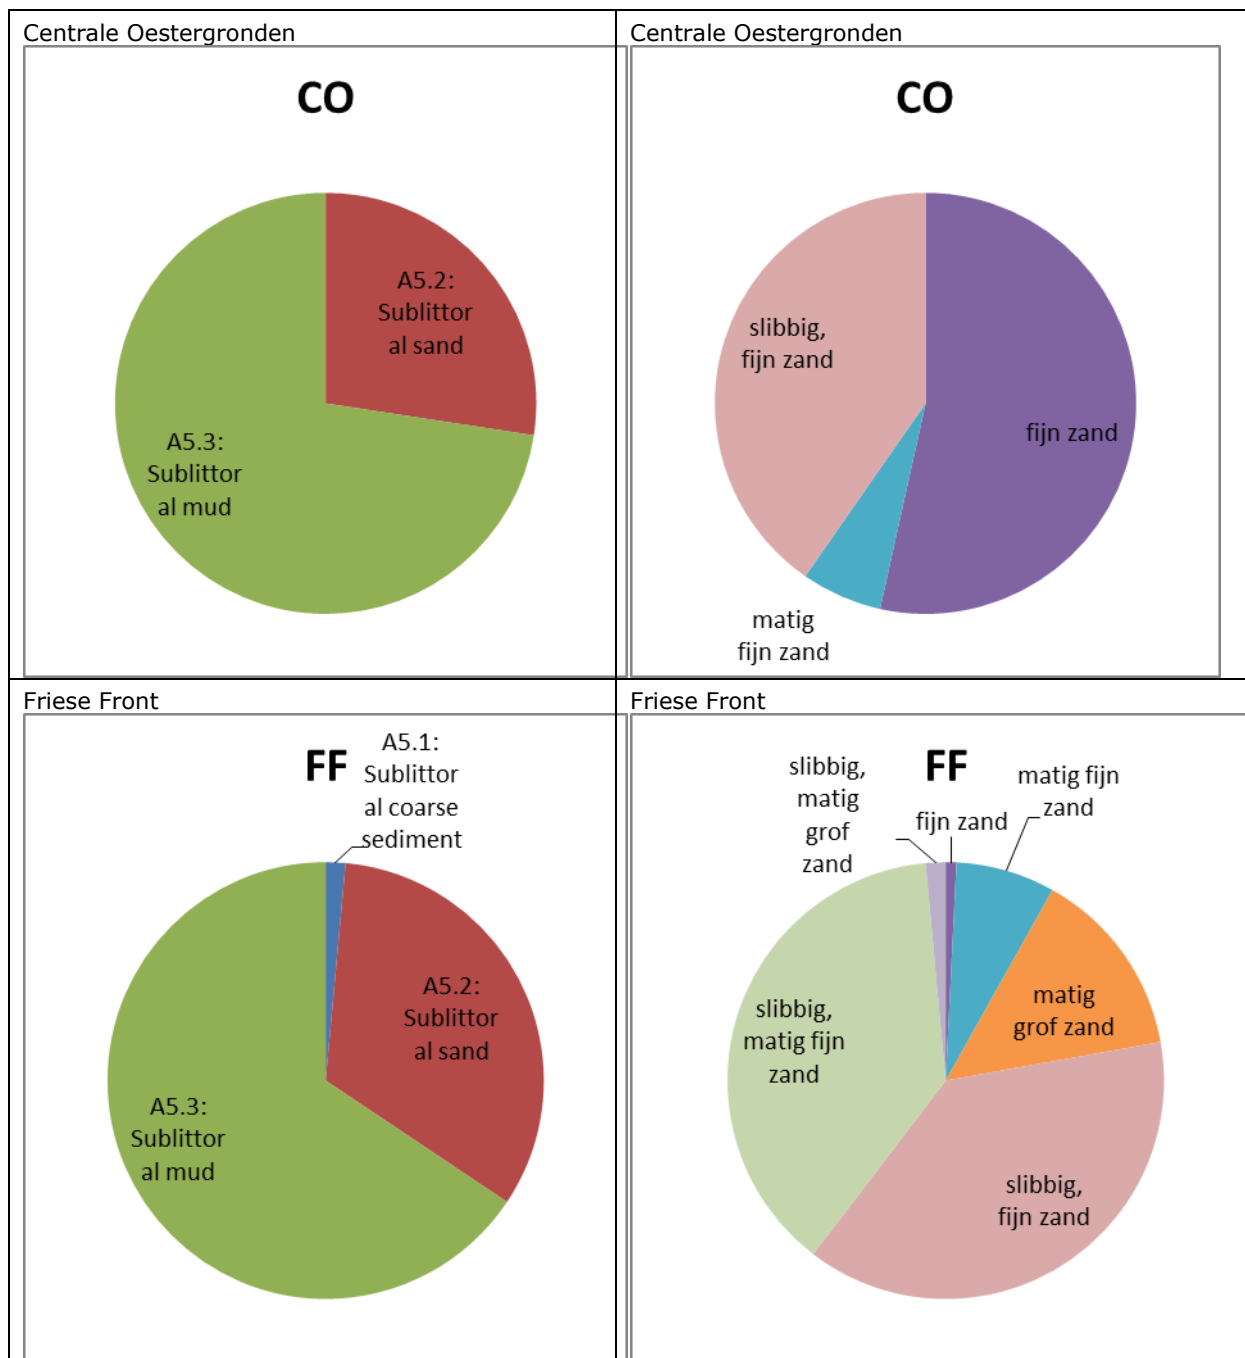 Centrale Oestergronden
CO
A5.2:
Sublittor
al sand
A5.3:
Sublittor
al mud
Centrale Oestergronden
CO
slibbig,
fijn zand
fijn zand
matig
fijn zand
Friese Front
FF
A5.1:
Sublittor
al coarse
sediment
A5.2:
Sublittor
al sand
A5.3:
Sublittor
al mud
Friese Front
FF
slibbig,
matig
grof
zand
fijn zand
matig fijn
zand
matig
grof zand
slibbig,
matig fijn
zand
slibbig,
fijn zand